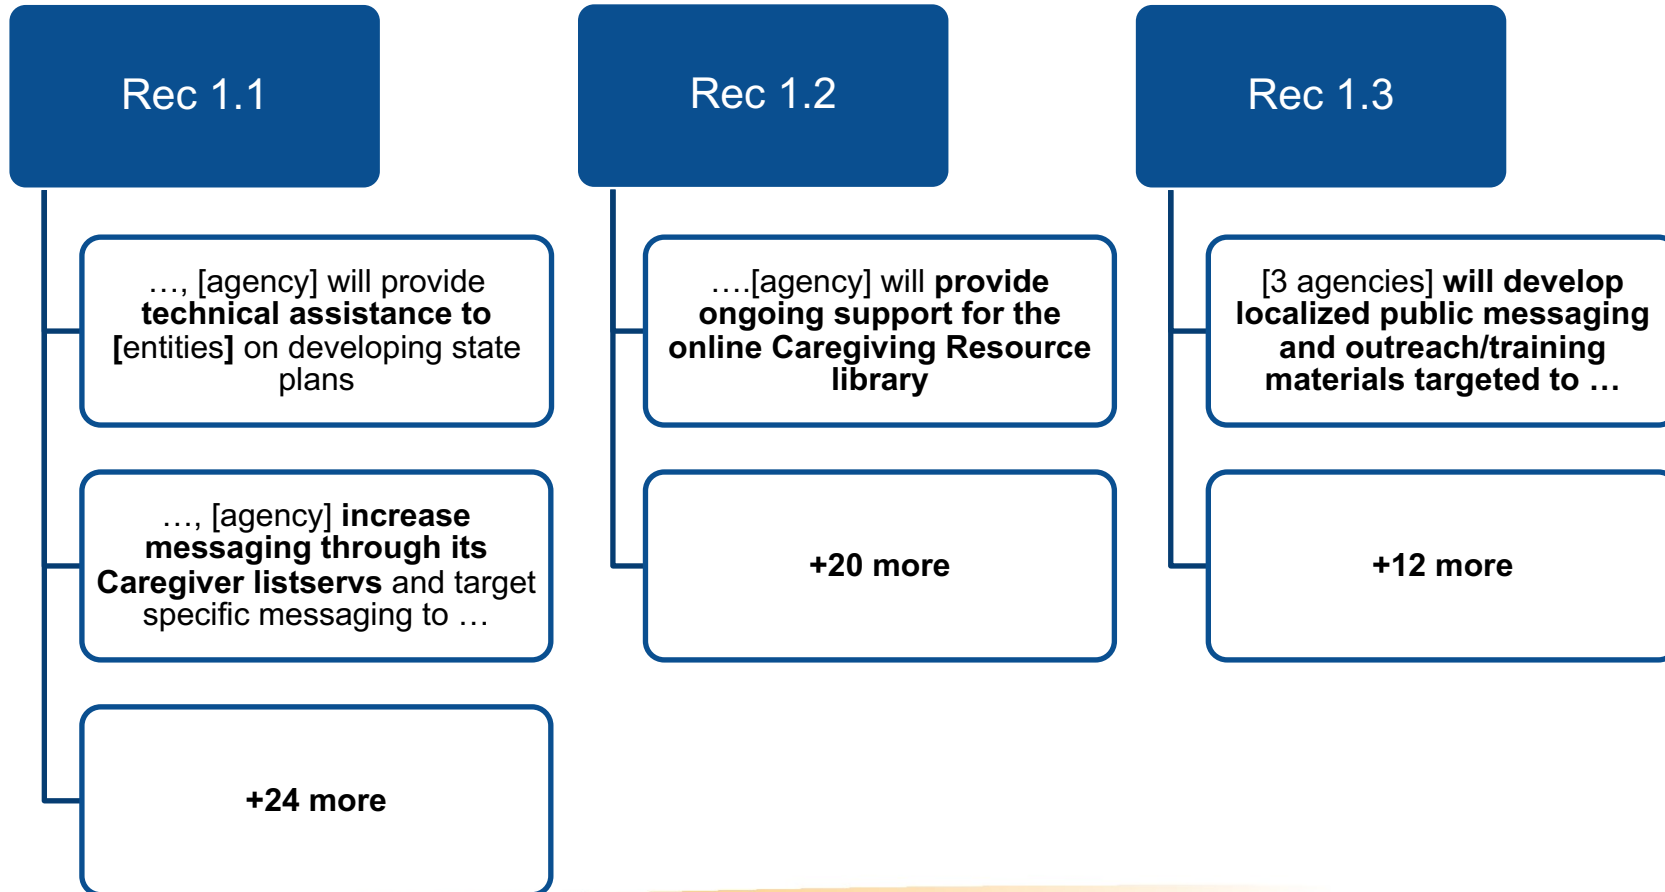 Rec 1.1
…, [agency] will provide
technical assistance to
[entities] on developing state
plans
…, [agency] increase
messaging through its
Caregiver listservs and target
specific messaging to …
+24 more
Rec 1.2
….[agency] will provide
ongoing support for the
online Caregiving Resource
library
+20 more
Rec 1.3
[3 agencies] will develop
localized public messaging
and outreach/training
materials targeted to …
+12 more